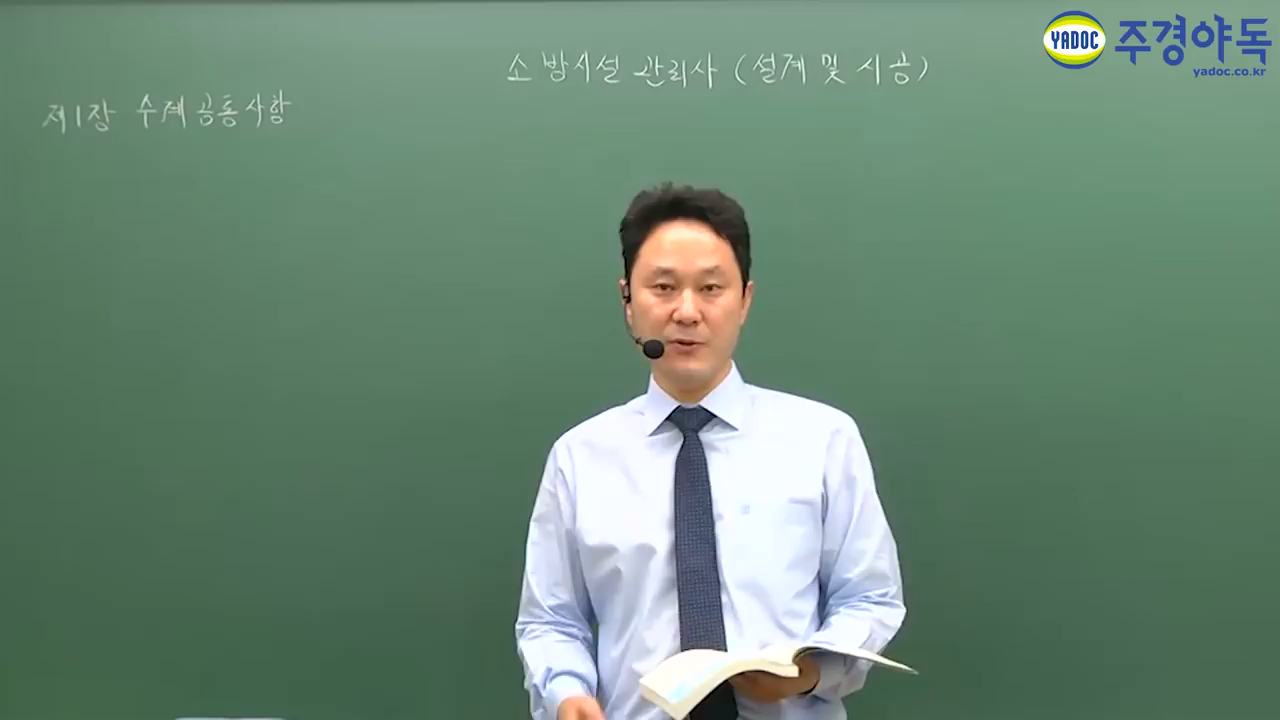 소방시설 관리사 (설계 및 시공)
제1장 수계 공통사항
YADOC 주경야독
yadoc.co.kr